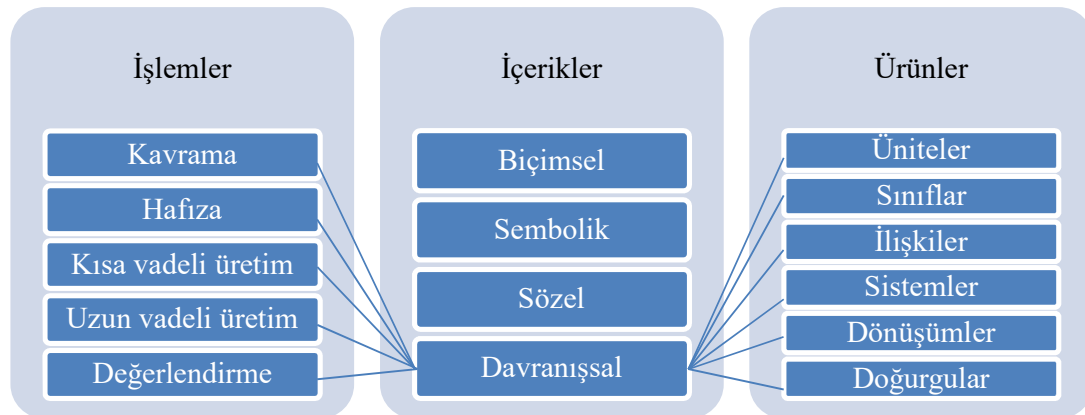 İşlemler
Kavrama
Hafıza
Kısa vadeli üretim
Uzun vadeli üretim
Değerlendirme
İçerikler
Biçimsel
Sembolik
Sözel
Davranışsal
Ürünler
Üniteler
Sınıflar
İlişkiler
Sistemler
Dönüşümler
Doğurgular